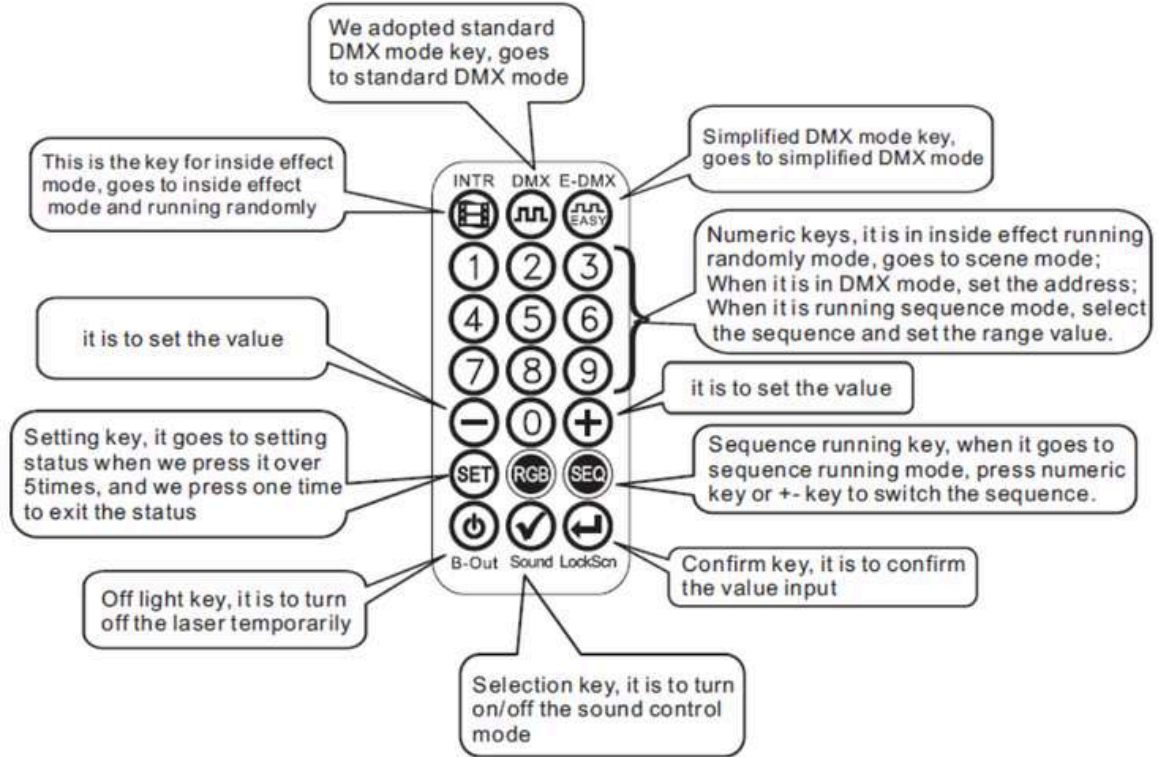 We adopted standard
DMX mode key, goes
to standard DMX mode
This is the key for inside effect
mode, goes to inside effect
mode and running randomly
Simplified DMX mode key,
goes to simplified DMX mode
INTR DMX E-DMX
EASY
1 2 3
4 5 6
7 8 9
- 0 +
SET RGB SEQ
B-Out Sound LockScn
Numeric keys, it is in inside effect running
randomly mode, goes to scene mode;
When it is in DMX mode, set the address;
When it is running sequence mode, select
the sequence and set the range value.
it is to set the value
it is to set the value
Setting key, it goes to setting
status when we press it over
5times, and we press one time
to exit the status
Sequence running key, when it goes to
sequence running mode, press numeric
key or +- key to switch the sequence.
Off light key, it is to turn
off the laser temporarily
Confirm key, it is to confirm
the value input
Selection key, it is to turn
on/off the sound control
mode